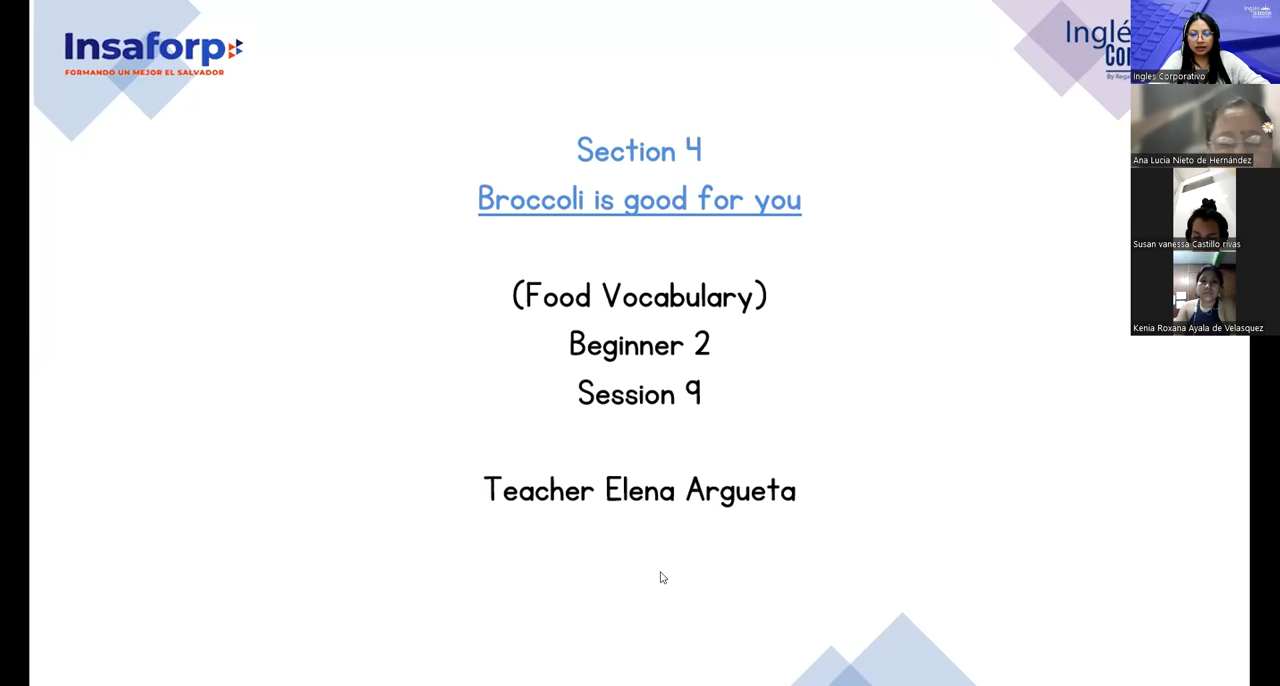 Insaforp
FORMANDO UN MEJOR EL SALVADOR
Section 4
Broccoli is good for you
(Food Vocabulary)
Beginner 2
Session 9
Teacher Elena Argueta
Ingles Corporativo
Ana Lucia Nieto de Hernández
Susan vanessa Castillo rivas
Kenia Roxana Ayala de Velasquez